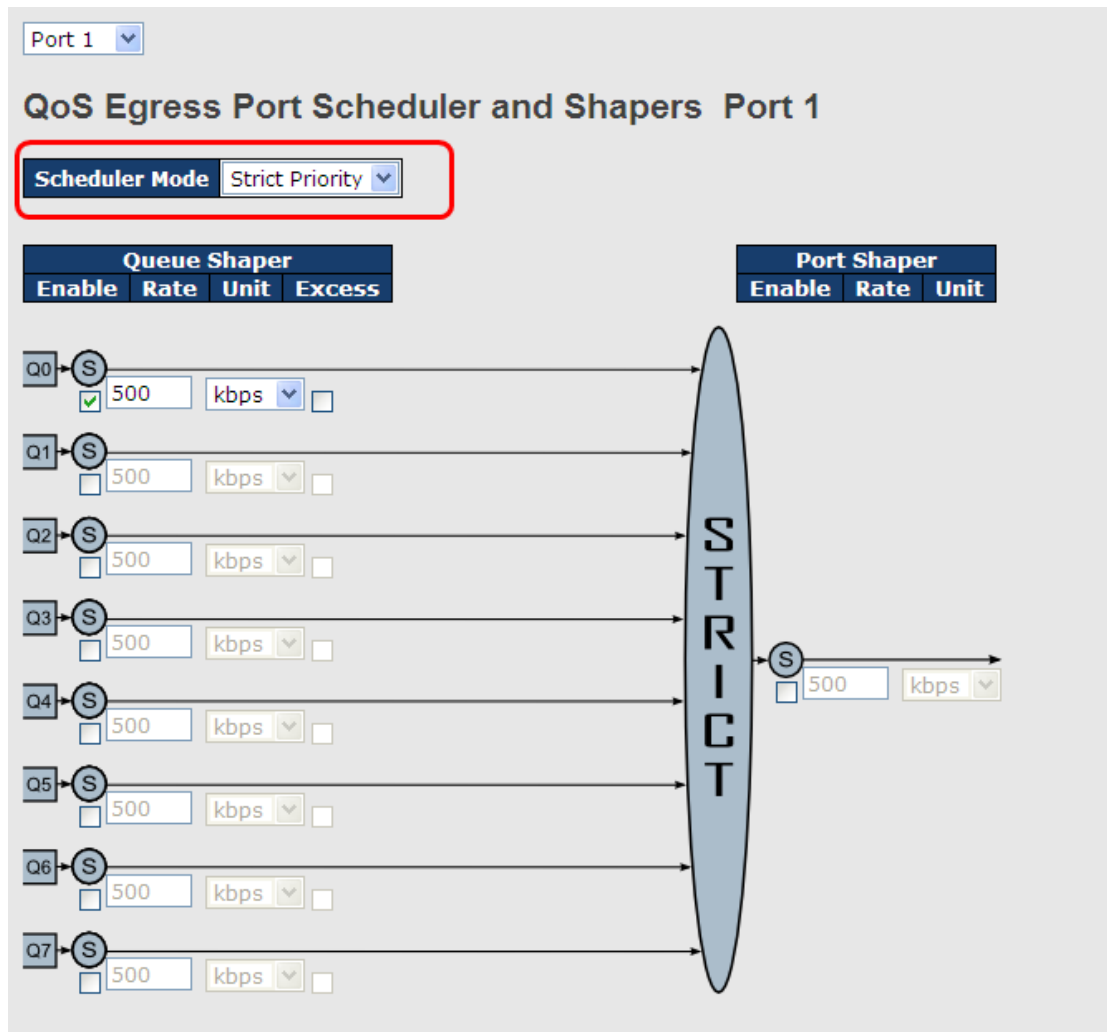 Port 1
QoS Egress Port Scheduler and Shapers Port 1
Scheduler Mode Strict Priority
Queue Shaper Port Shaper
Enable Rate Unit Excess Enable Rate Unit
Q0 S
500 kbps
Q1 S
500 kbps
Q2 S
500 kbps
Q3 S
500 kbps
Q4 S
500 kbps
Q5 S
500 kbps
Q6 S
500 kbps
Q7 S
500 kbps
STRICT
S
500 kbps